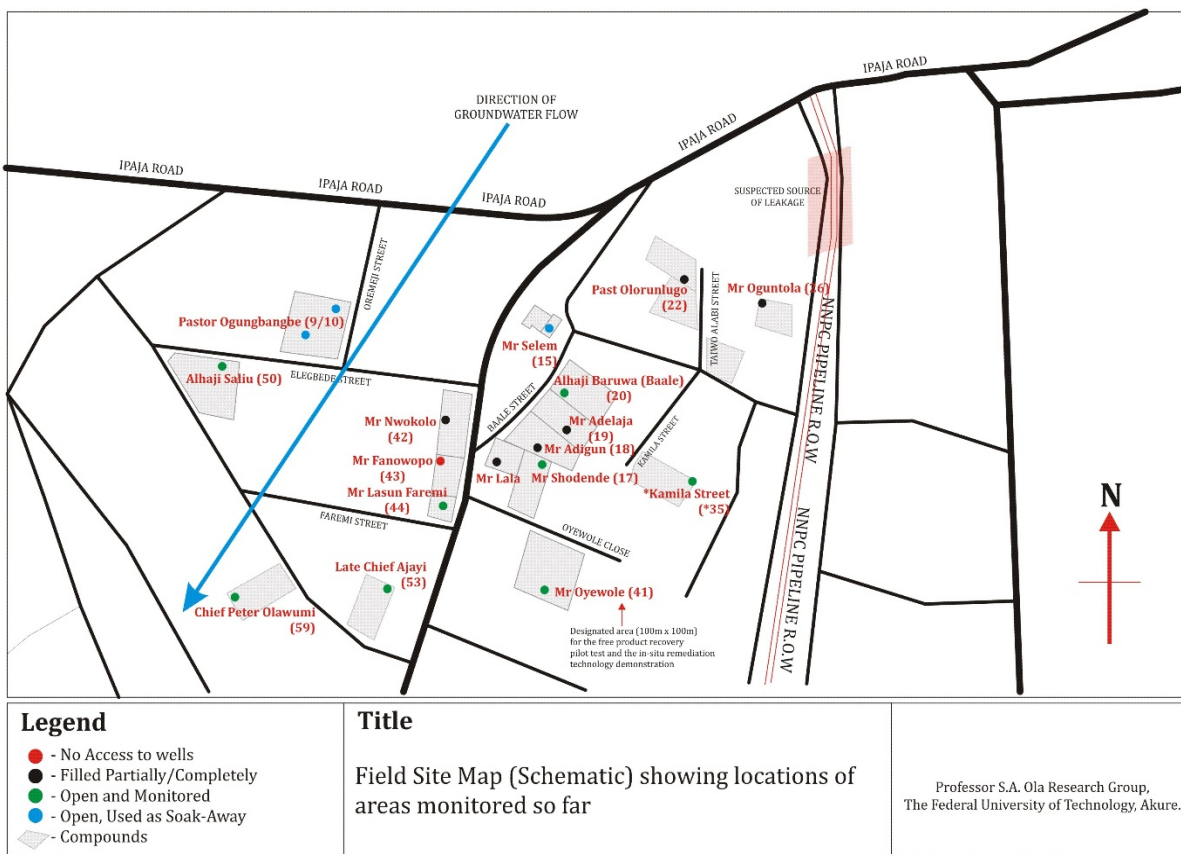 IPAJA ROAD
IPAJA ROAD
DIRECTION OF
GROUNDWATER FLOW
IPAJA ROAD
IPAJA ROAD
IPAJA ROAD
SUSPECTED SOURCE
OF LEAKAGE
OREMEJI STREET
Past Olorunlugo
(22)
TAIWO ALABI STREET
Mr Oguntola (26)
Pastor Ogungbangbe (9/10)
Mr Selem
(15)
NNPC PIPELINE R.O.W
Alhaji Saliu (50)
ELEGBEDE STREET
Alhaji Baruwa (Baale)
(20)
BAALE STREET
Mr Nwokolo
(42)
Mr Adelaja
(19)
Mr Adigun (18)
KAMILA STREET
Mr Fanowopo
(43)
Mr Lala
Mr Shodende (17)
*Kamila Street
(*35)
Mr Lasun Faremi
(44)
N
FAREMI STREET
OYEWOLE CLOSE
NNPC PIPELINE R.O.W
Late Chief Ajayi
(53)
Mr Oyewole (41)
Chief Peter Olawumi
(59)
Designated area (100m x 100m)
for the free product recovery
pilot test and the in-situ remediation
technology demonstration
Legend
- No Access to wells
- Filled Partially/Completely
- Open and Monitored
- Open, Used as Soak-Away
- Compounds
Title
Field Site Map (Schematic) showing locations of
areas monitored so far
Professor S.A. Ola Research Group,
The Federal University of Technology, Akure.